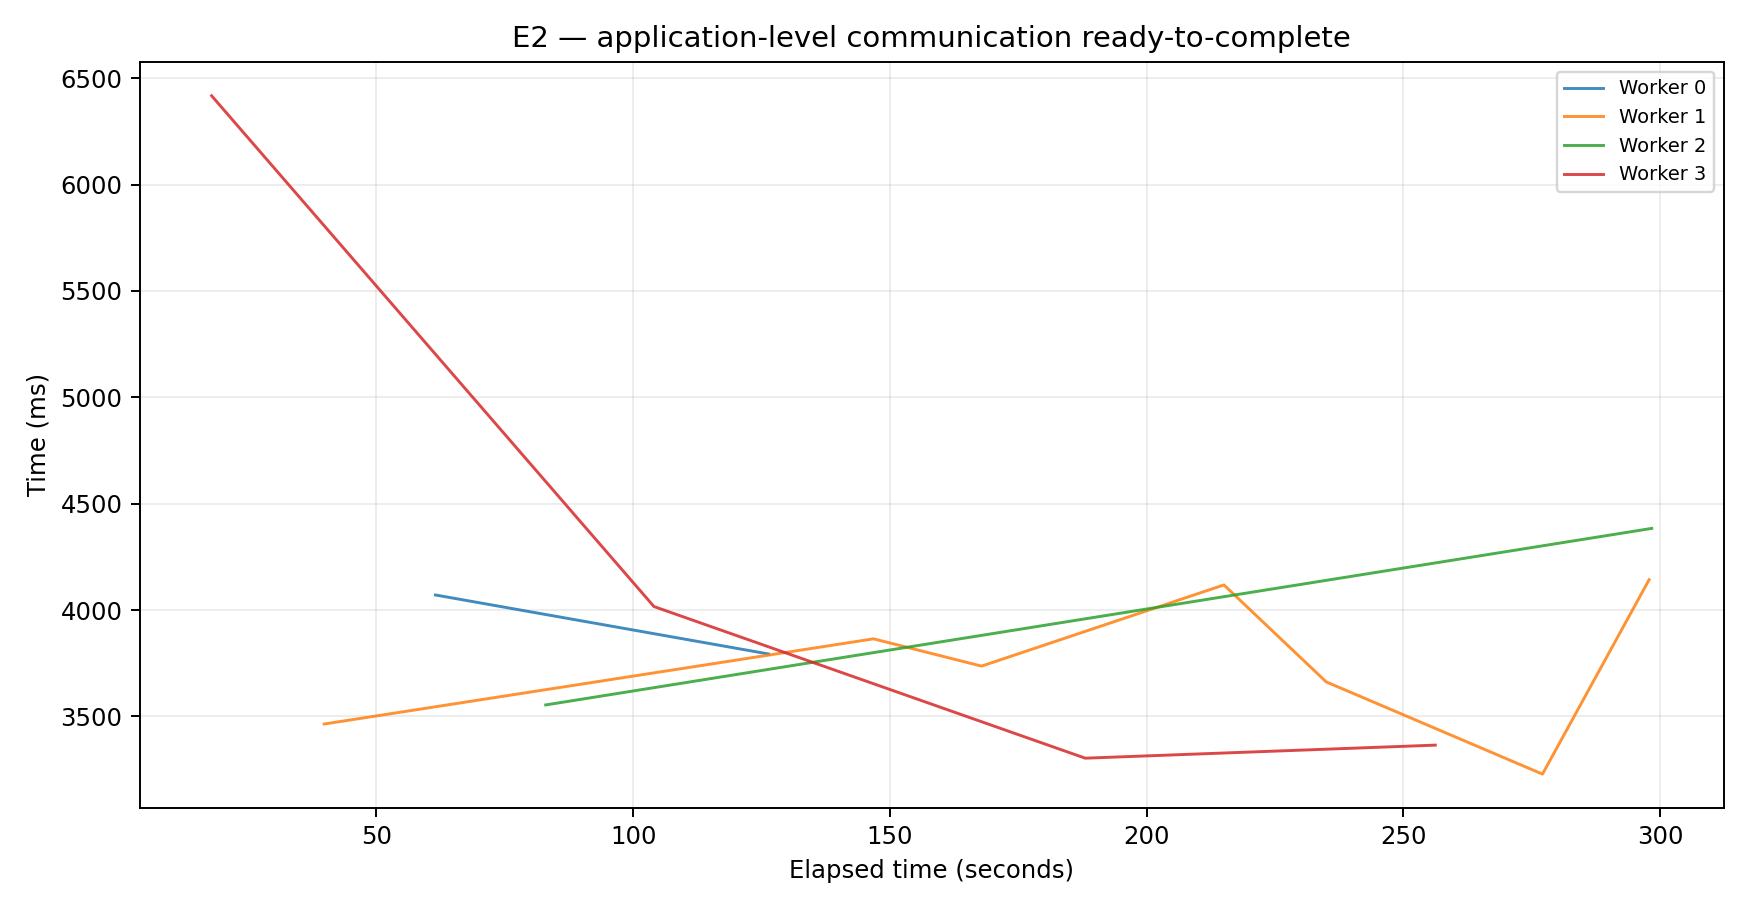 E2 — application-level communication ready-to-complete
Worker 0
Worker 1
Worker 2
Worker 3
6500
6000
5500
5000
4500
4000
3500
Time (ms)
50
100
150
200
250
300
Elapsed time (seconds)